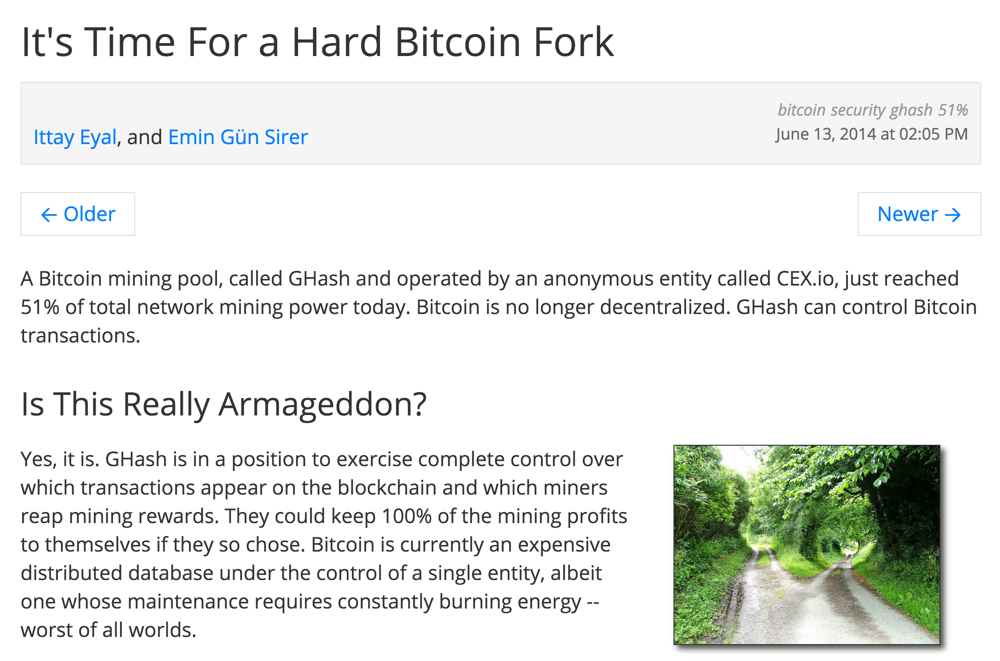 It's Time For a Hard Bitcoin Fork
bitcoin security ghash 51%
Ittay Eyal, and Emin Gün Sirer
June 13, 2014 at 02:05 PM
← Older
Newer →
A Bitcoin mining pool, called GHash and operated by an anonymous entity called CEX.io, just reached
51% of total network mining power today. Bitcoin is no longer decentralized. GHash can control Bitcoin
transactions.
Is This Really Armageddon?
Yes, it is. GHash is in a position to exercise complete control over
which transactions appear on the blockchain and which miners
reap mining rewards. They could keep 100% of the mining profits
to themselves if they so chose. Bitcoin is currently an expensive
distributed database under the control of a single entity, albeit
one whose maintenance requires constantly burning energy --
worst of all worlds.